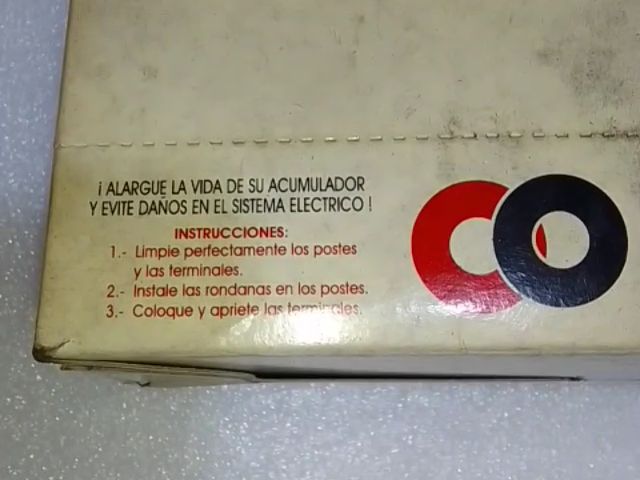 ¡ ALARGUE LA VIDA DE SU ACUMULADOR
Y EVITE DAÑOS EN EL SISTEMA ELECTRICO !
INSTRUCCIONES:
1.- Limpie perfectamente los postes
y las terminales.
2.- Instale las rondanas en los postes.
3.- Coloque y apriete las terminales.